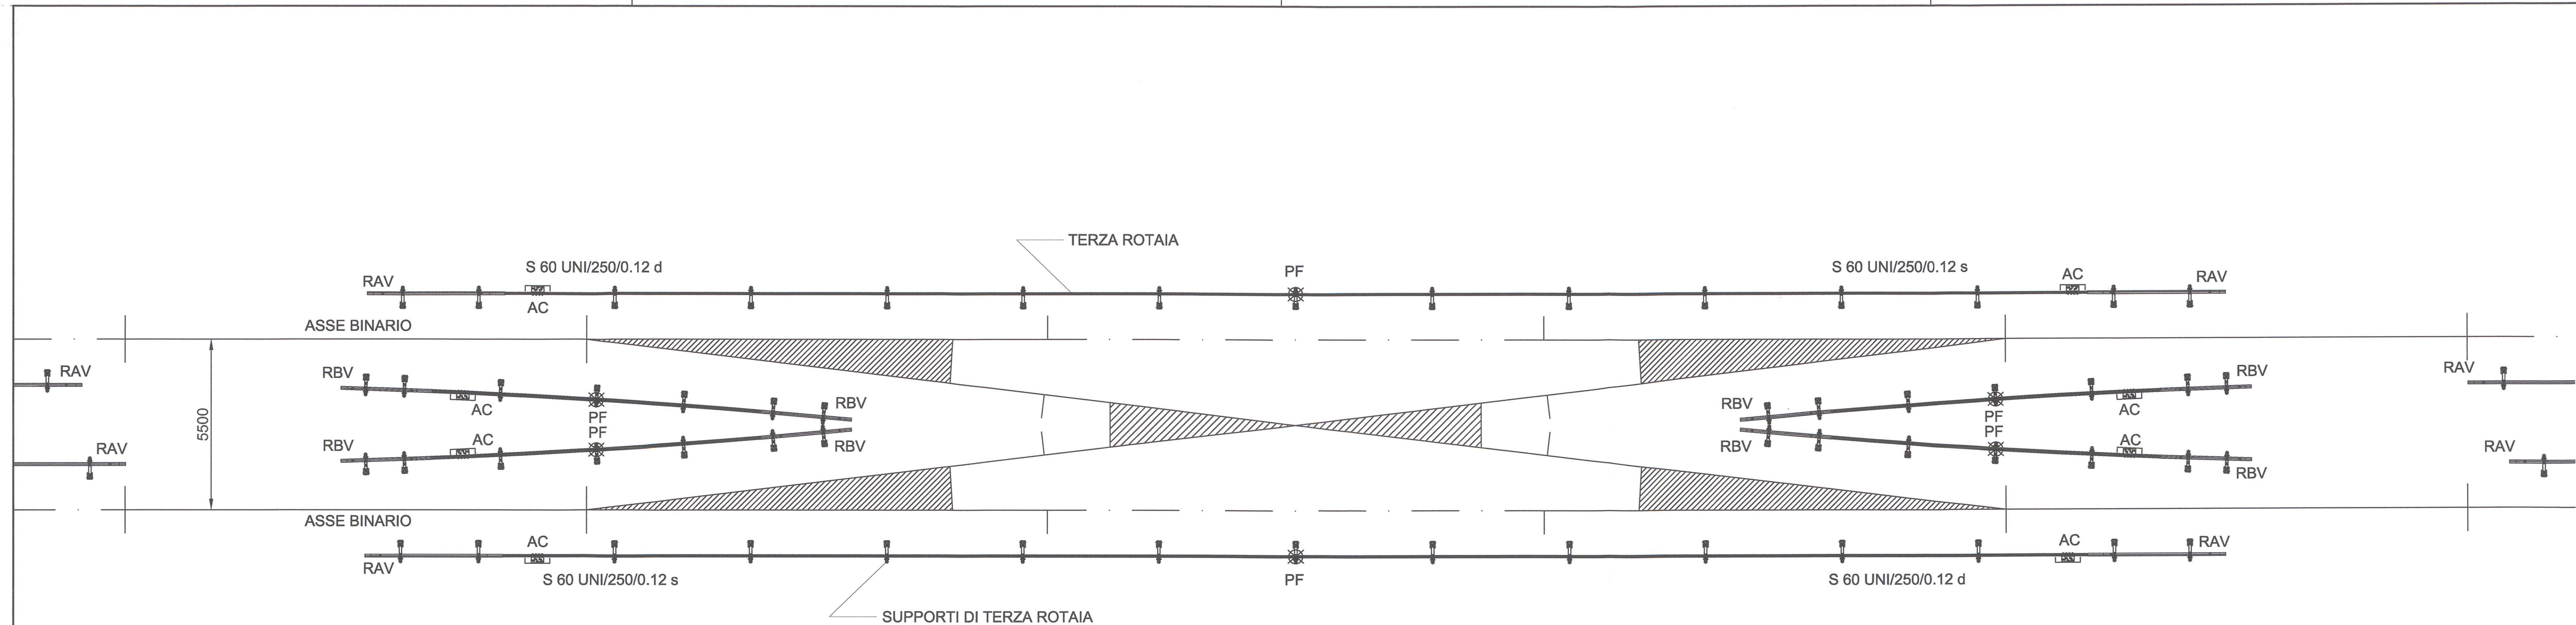 TERZA ROTAIA
S 60 UNI/250/0.12 d
PF
S 60 UNI/250/0.12 s
RAV
AC
AC
RAV
ASSE BINARIO
RAV
RBV
AC
PF
RBV
RBV
PF
AC
RBV
RAV
5500
RAV
RBV
AC
PF
RBV
RBV
PF
AC
RBV
RAV
ASSE BINARIO
RAV
AC
PF
AC
RAV
S 60 UNI/250/0.12 s
S 60 UNI/250/0.12 d
SUPPORTI DI TERZA ROTAIA